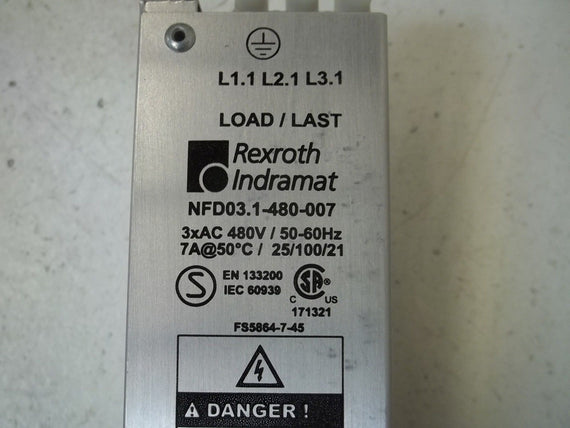 L1.1 L2.1 L3.1
LOAD / LAST
Rexroth
Indramat
NFD03.1-480-007
3xAC 480V / 50-60Hz
7A@50°C / 25/100/21
S EN 133200
IEC 60939
SA®
C US
171321
FS5864-7-45
DANGER !